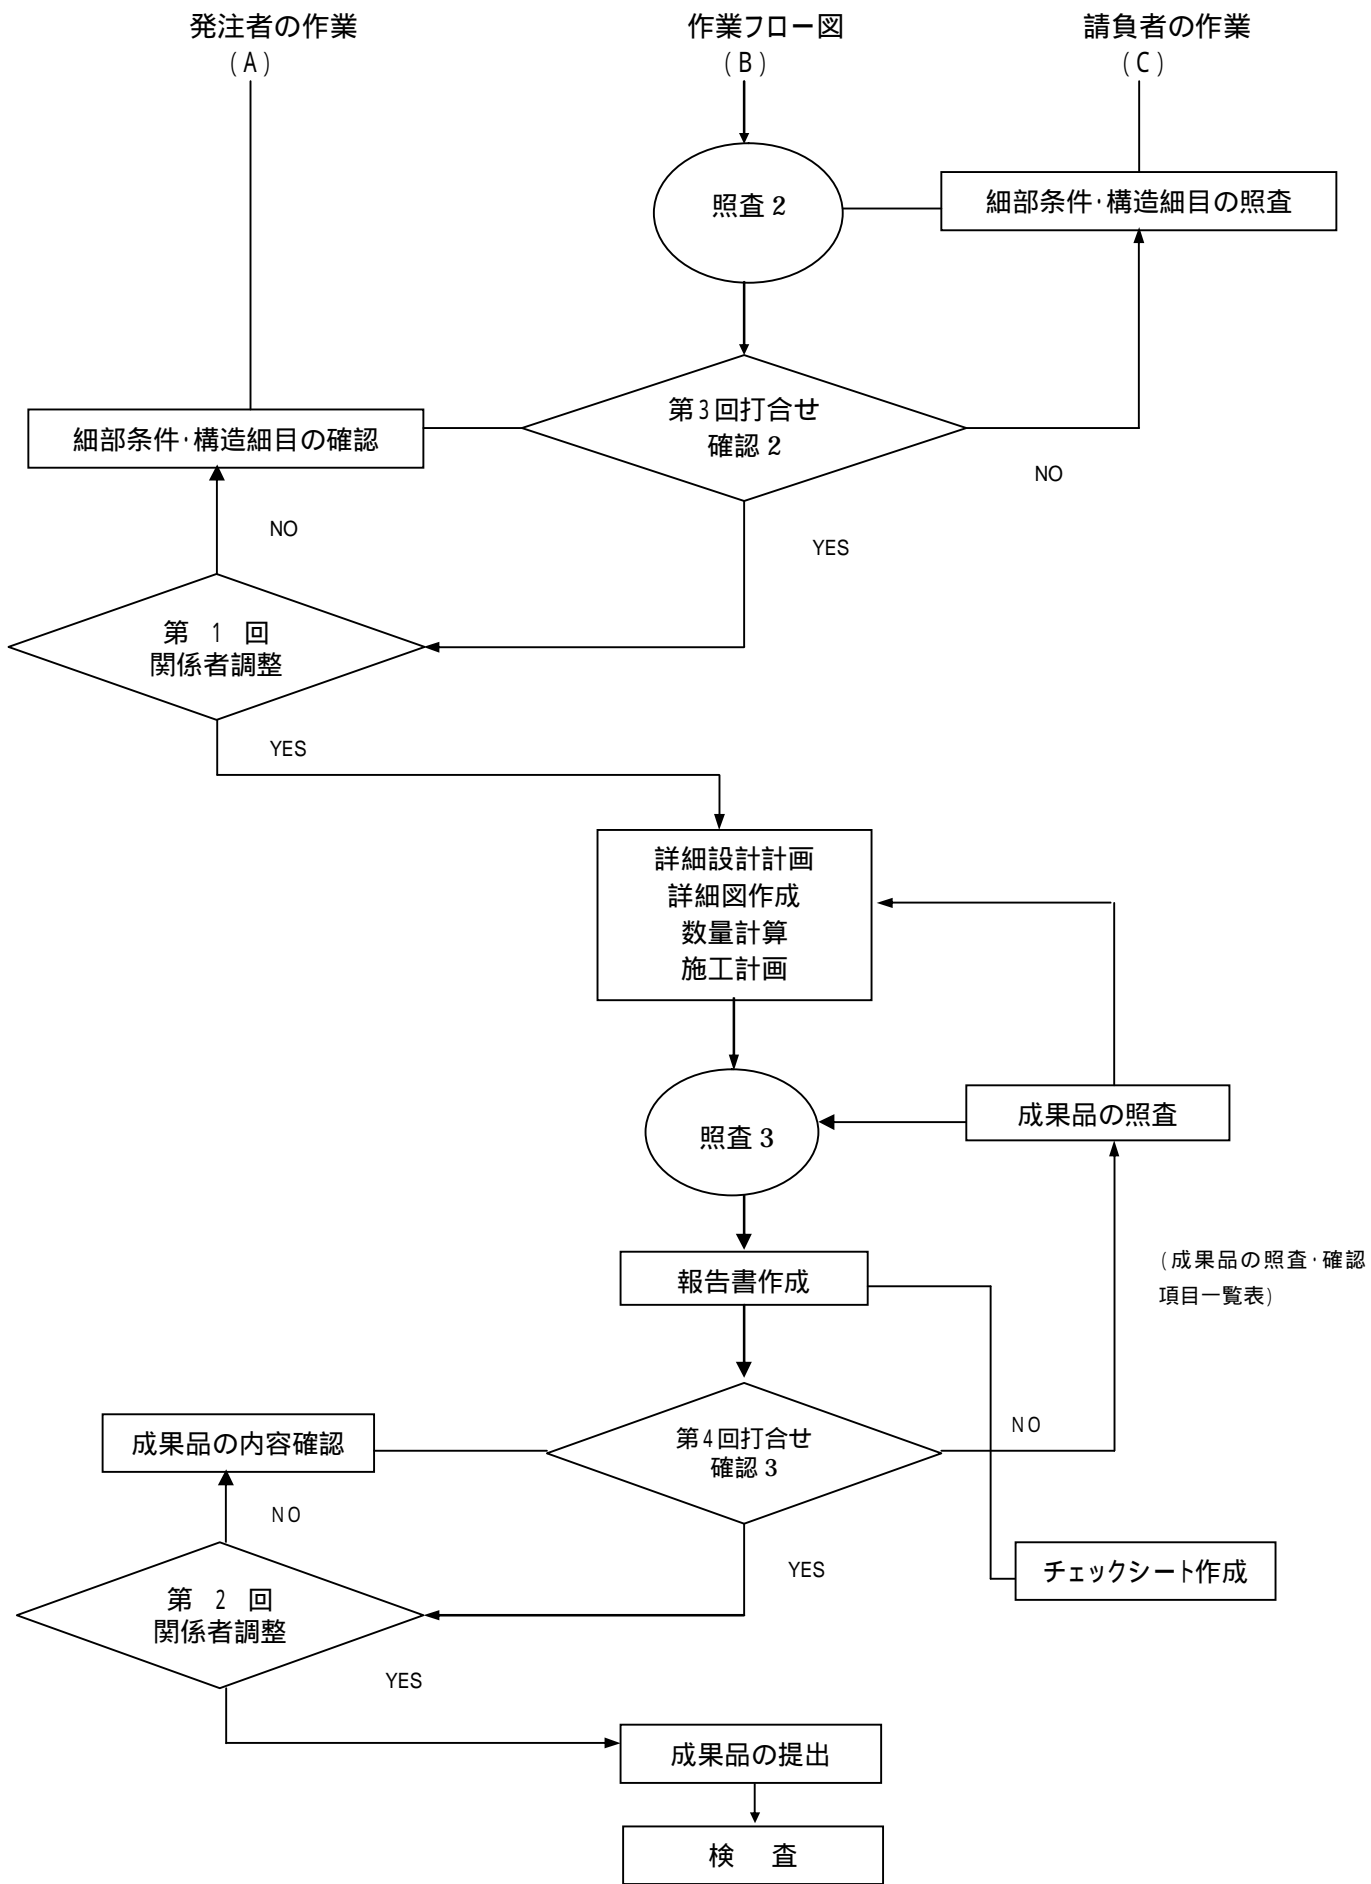 発注者の作業
(A)
作業フロー図
(B)
請負者の作業
(C)
照査2
細部条件・構造細目の照査
第3回打合せ
確認2
細部条件・構造細目の確認
NO
NO
YES
第 1 回
関係者調整
YES
詳細設計計画
詳細図作成
数量計算
施工計画
成果品の照査
照査3
(成果品の照査・確認
項目一覧表)
報告書作成
第4回打合せ
確認3
NO
成果品の内容確認
NO
YES
チェックシート作成
第 2 回
関係者調整
YES
成果品の提出
検 査